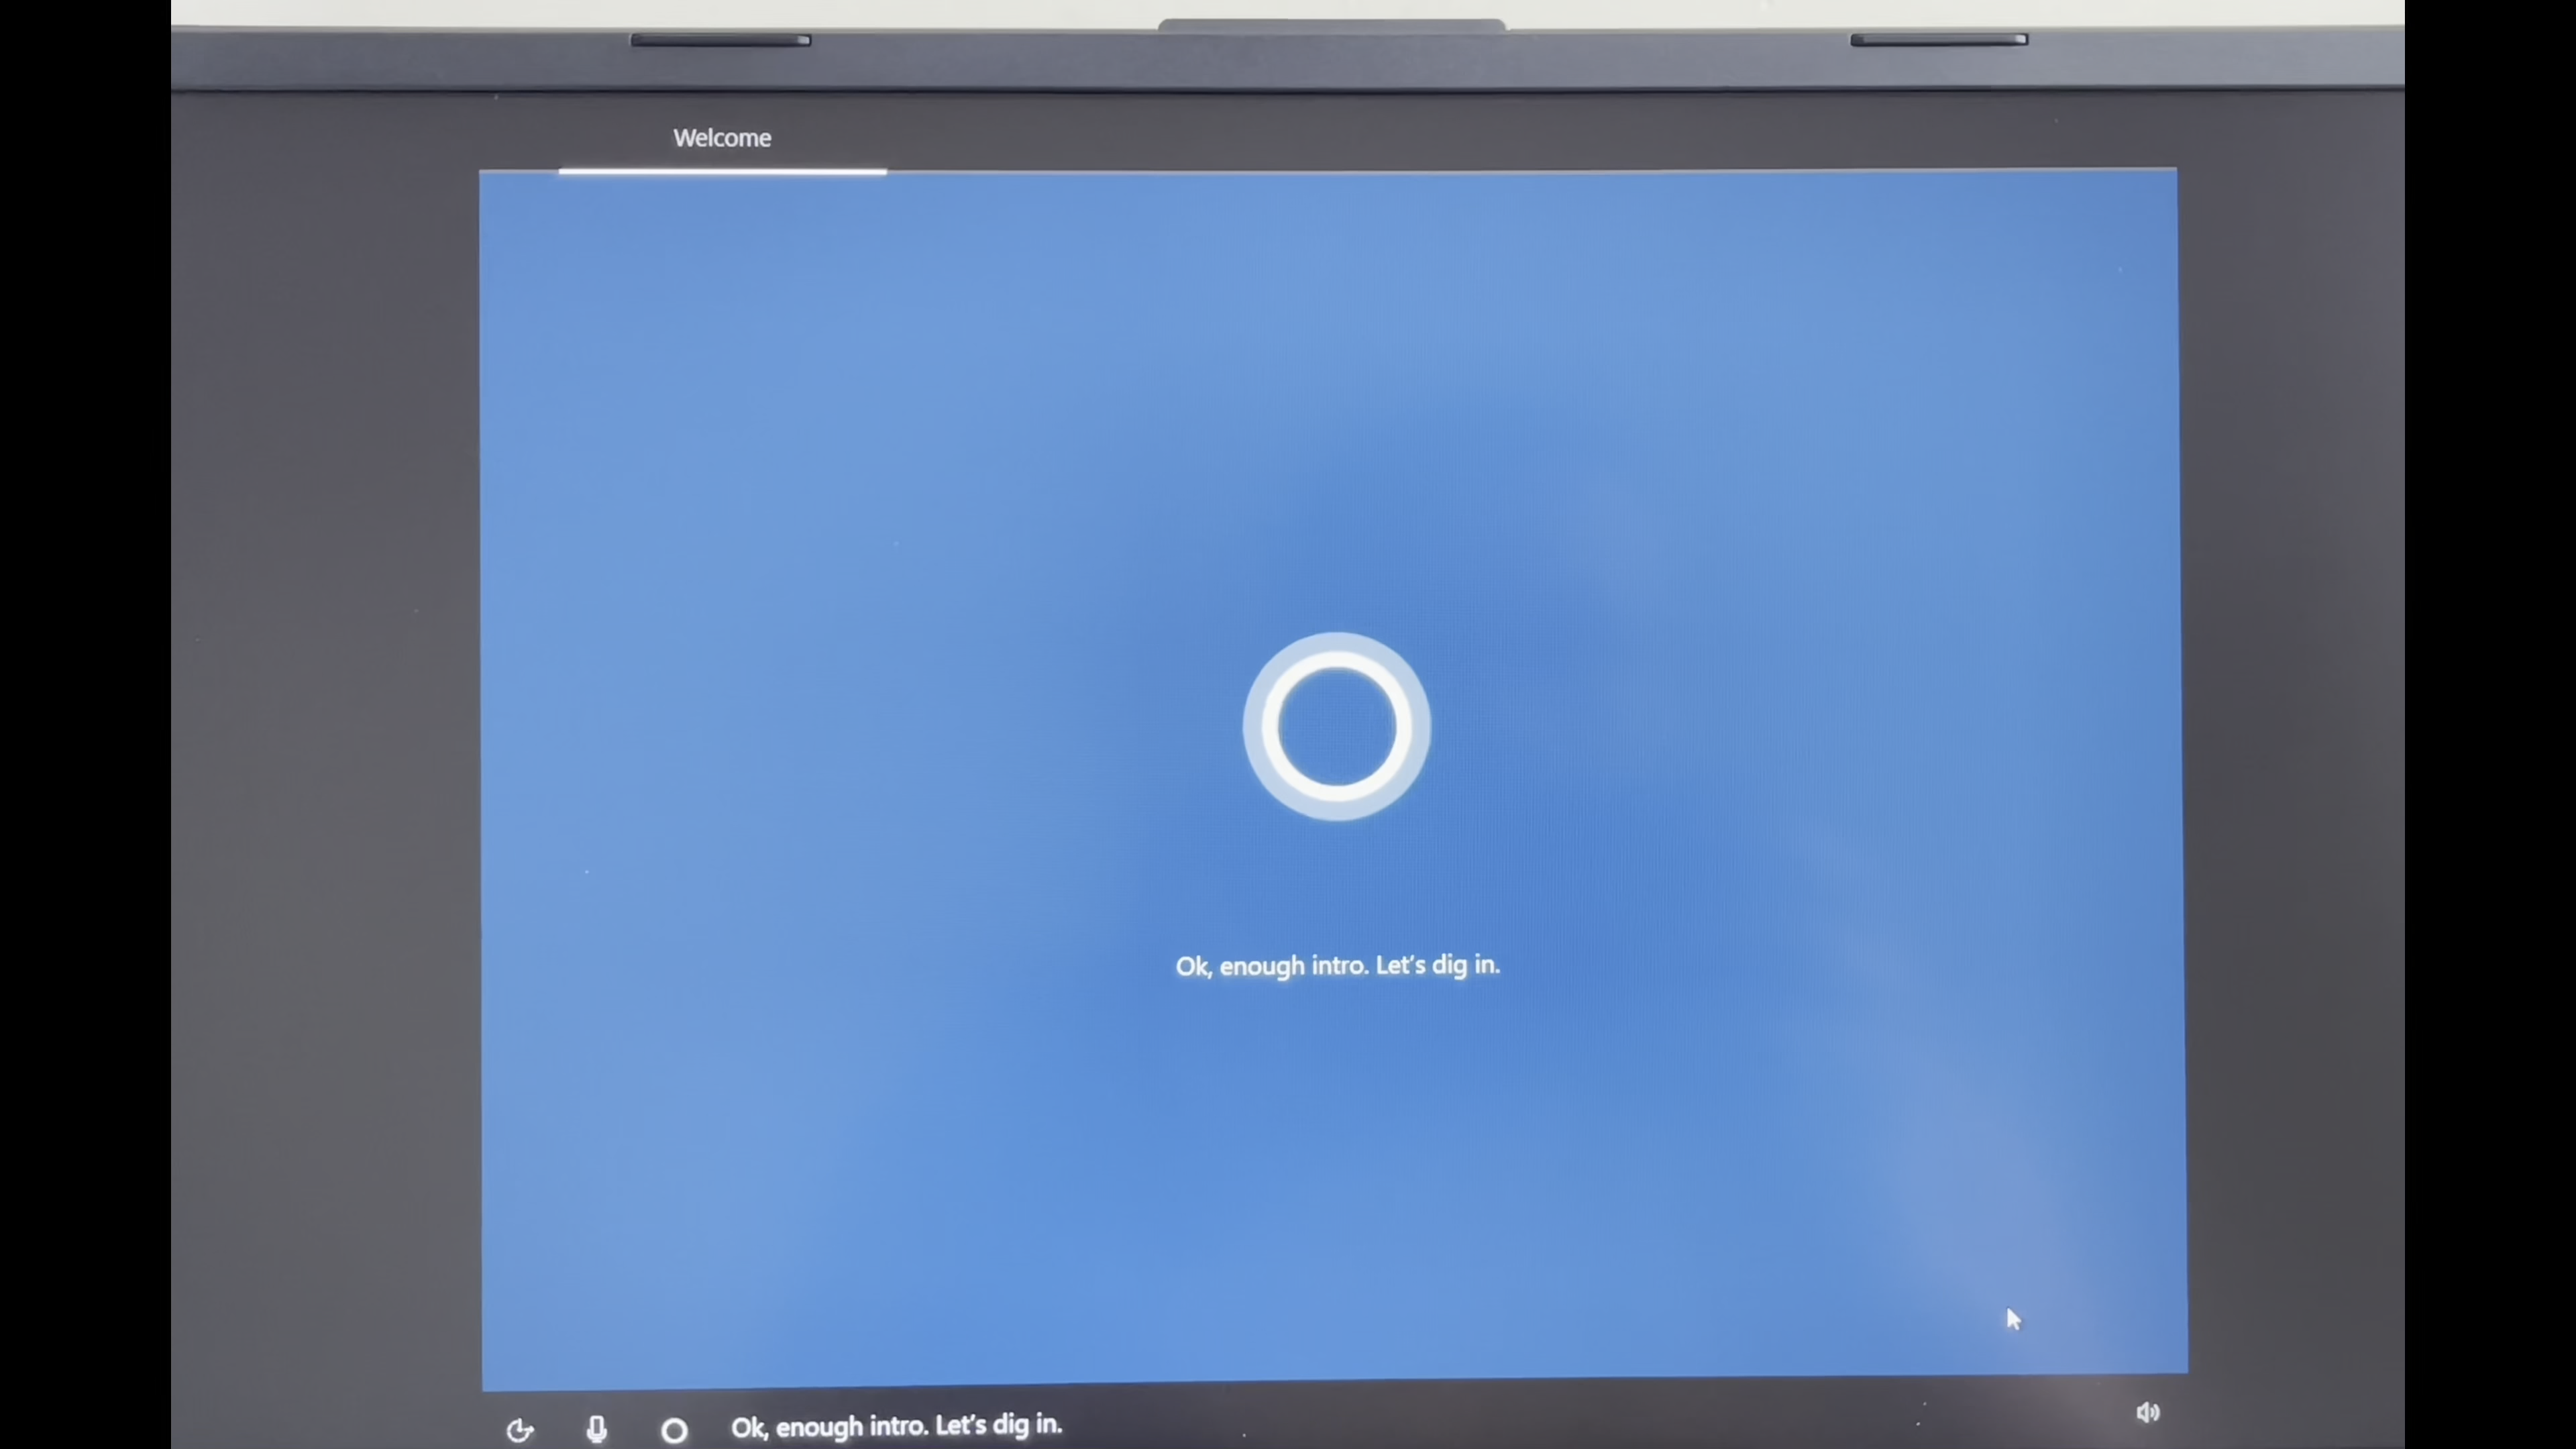 Welcome
Ok, enough intro. Let's dig in.
Ok, enough intro. Let's dig in.